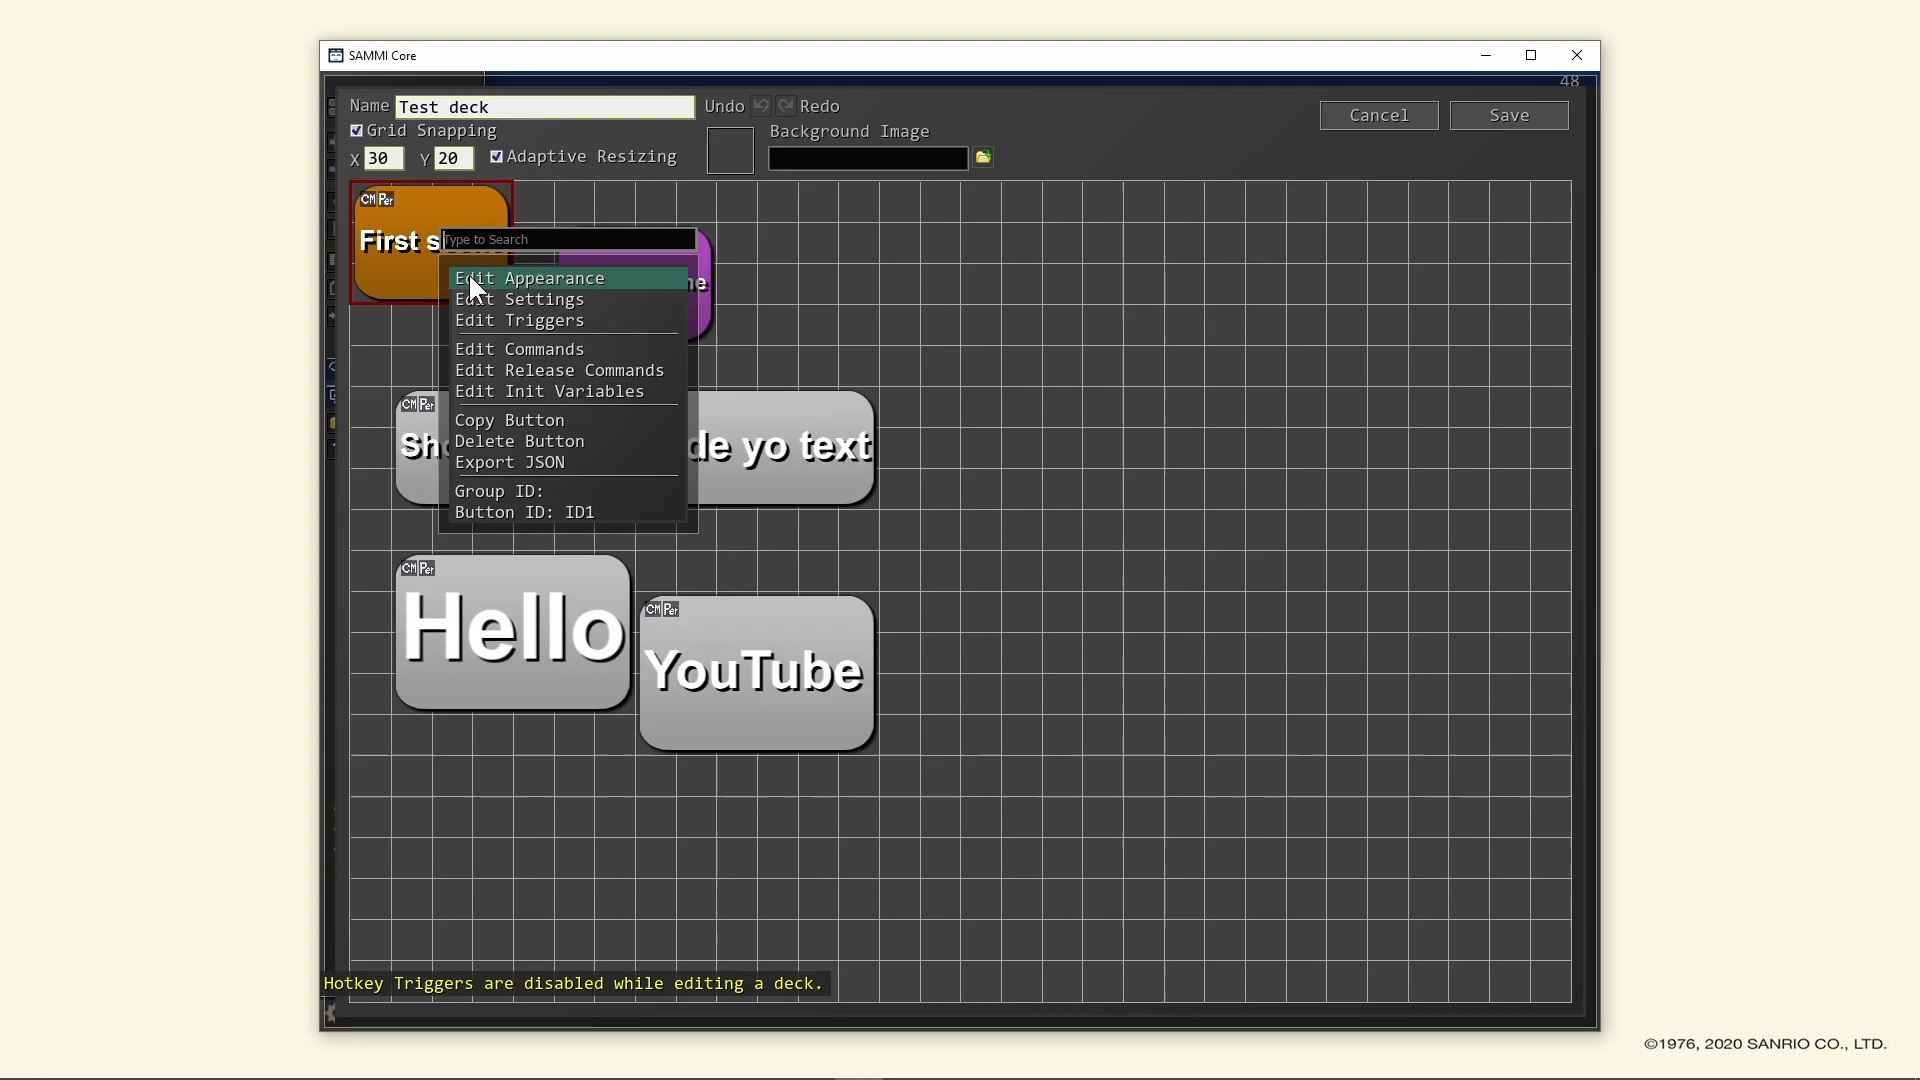 SAMMI Core
48
Name Test deck Undo Redo
Cancel Save
Grid Snapping
Background Image
X 30 Y 20 Adaptive Resizing
CM Per
First s
Type to Search
Edit Appearance
Edit Settings
Edit Triggers
Edit Commands
Edit Release Commands
Edit Init Variables
Copy Button
Delete Button
Export JSON
Group ID:
Button ID: ID1
CM Per
de yo text
CM Per
Hello
CM Per
YouTube
Hotkey Triggers are disabled while editing a deck.
©1976, 2020 SANRIO CO., LTD.